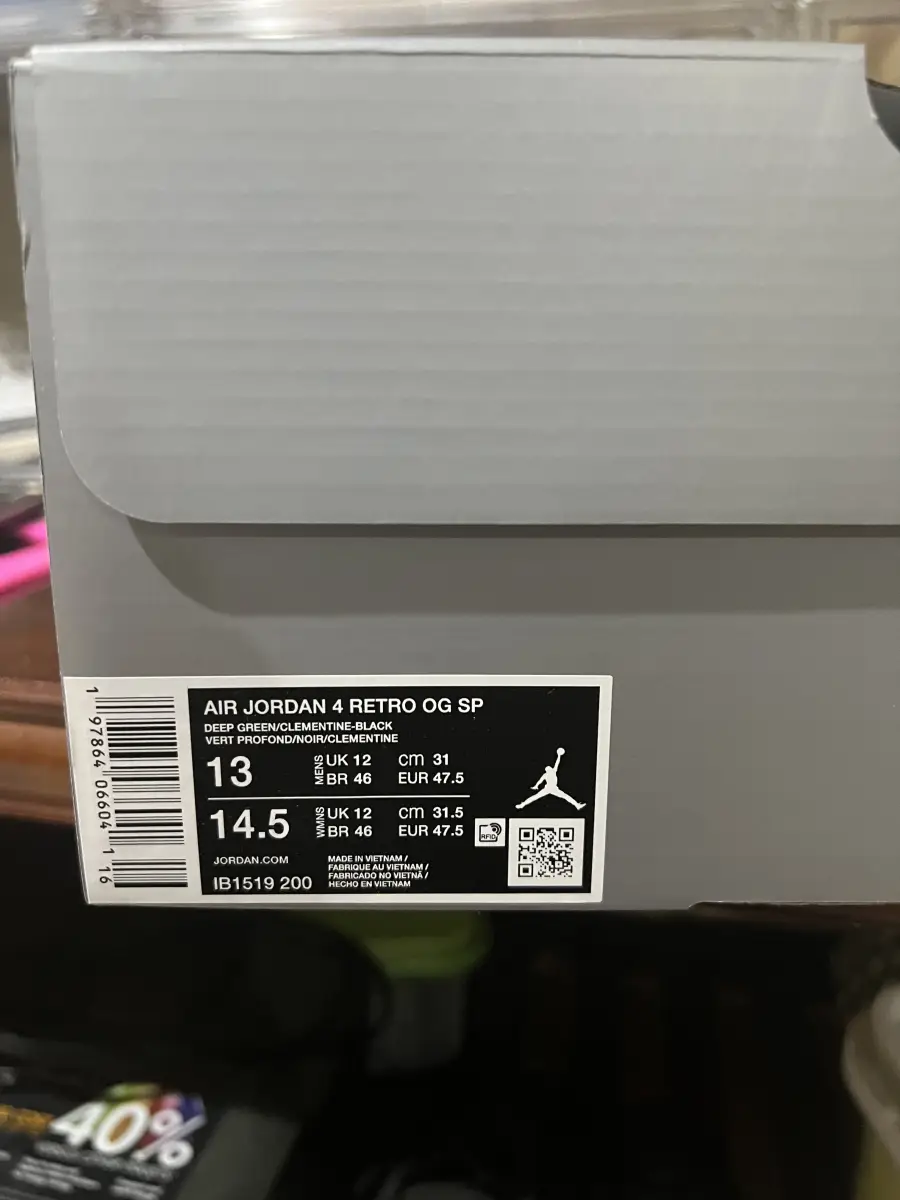 AIR JORDAN 4 RETRO OG SP
DEEP GREEN/CLEMENTINE-BLACK
VERT PROFOND/NOIR/CLEMENTINE
13 MENS UK 12 cm 31
BR 46 EUR 47.5
14.5 WMNS UK 12 cm 31.5
BR 46 EUR 47.5
RFID
JORDAN.COM
IB1519 200
MADE IN VIETNAM /
FABRIQUE AU VIETNAM /
FABRICADO NO VIETNÃ /
HECHO EN VIETNAM
1 97864 06604 1 16
40%